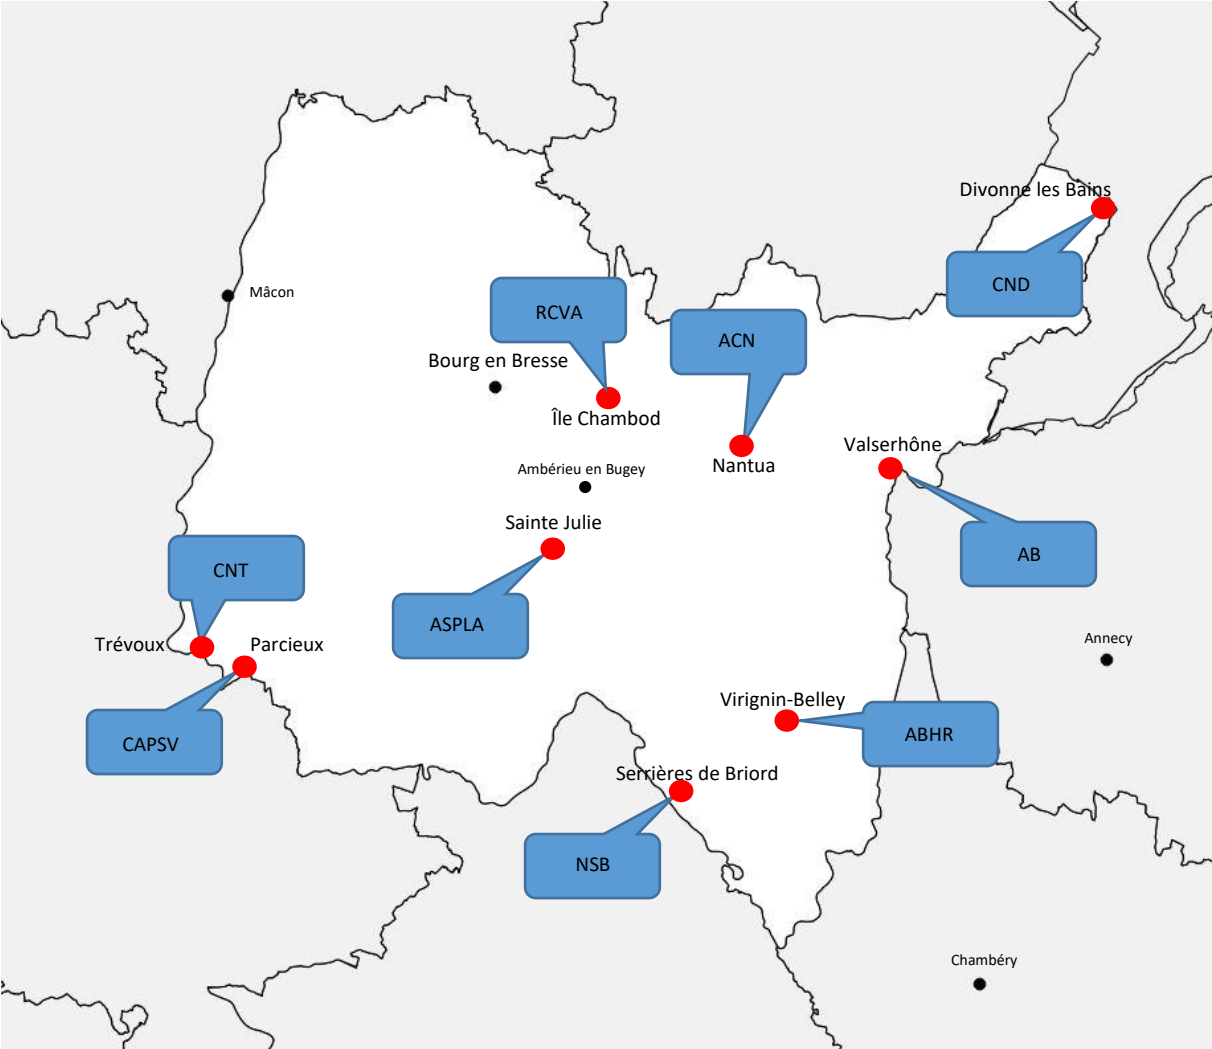 Divonne les Bains
CND
Mâcon
RCVA
ACN
Bourg en Bresse
Île Chambod
Valserhône
Nantua
Ambérieu en Bugey
Sainte Julie
AB
CNT
ASPLA
Trévoux
Parcieux
Annecy
Virignin-Belley
ABHR
CAPSV
Serrières de Briord
NSB
Chambéry